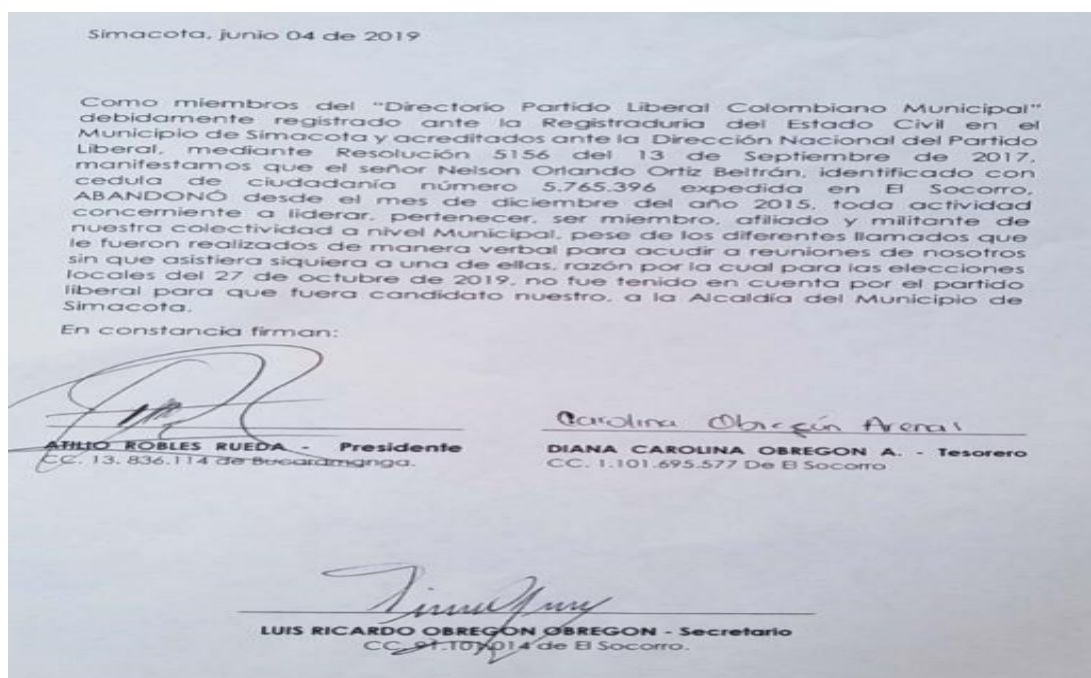 Simacota, junio 04 de 2019
Como miembros del "Directorio Partido Liberal Colombiano Municipal"
debidamente registrado ante la Registraduria del Estado Civil en el
Municipio de Simacota y acreditados ante la Dirección Nacional del Partido
Liberal, mediante Resolución 5156 del 13 de Septiembre de 2017,
manifestamos que el señor Nelson Orlando Ortiz Beltrán, identificado con
cedula de ciudadanía número 5.765.396 expedida en El Socorro,
ABANDONÓ desde el mes de diciembre del año 2015, toda actividad
concerniente a liderar, pertenecer, ser miembro, afiliado y militante de
nuestra colectividad a nivel Municipal, pese de los diferentes llamados que
le fueron realizados de manera verbal para acudir a reuniones de nosotros
sin que asistiera siquiera a una de ellas, razón por la cual para las elecciones
locales del 27 de octubre de 2019, no fue tenido en cuenta por el partido
liberal para que fuera candidato nuestro, a la Alcaldía del Municipio de
Simacota.
En constancia firman:
Carolina Obregón Arenas
ATILIO ROBLES RUEDA - Presidente
CC. 13. 836.114 de Bucaramanga.
DIANA CAROLINA OBREGON A. - Tesorero
CC. 1.101.695.577 De El Socorro
LUIS RICARDO OBREGON OBREGON - Secretario
CC. de El Socorro.